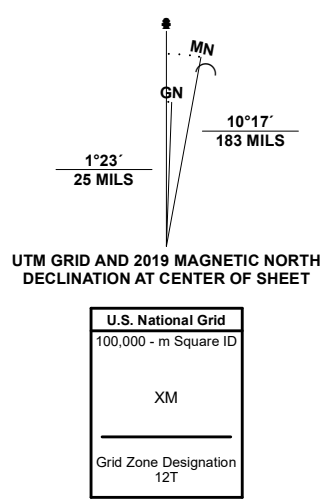 MN
GN
10°17´
183 MILS
1°23´
25 MILS
UTM GRID AND 2019 MAGNETIC NORTH
DECLINATION AT CENTER OF SHEET
U.S. National Grid
100,000 - m Square ID
XM
Grid Zone Designation
12T